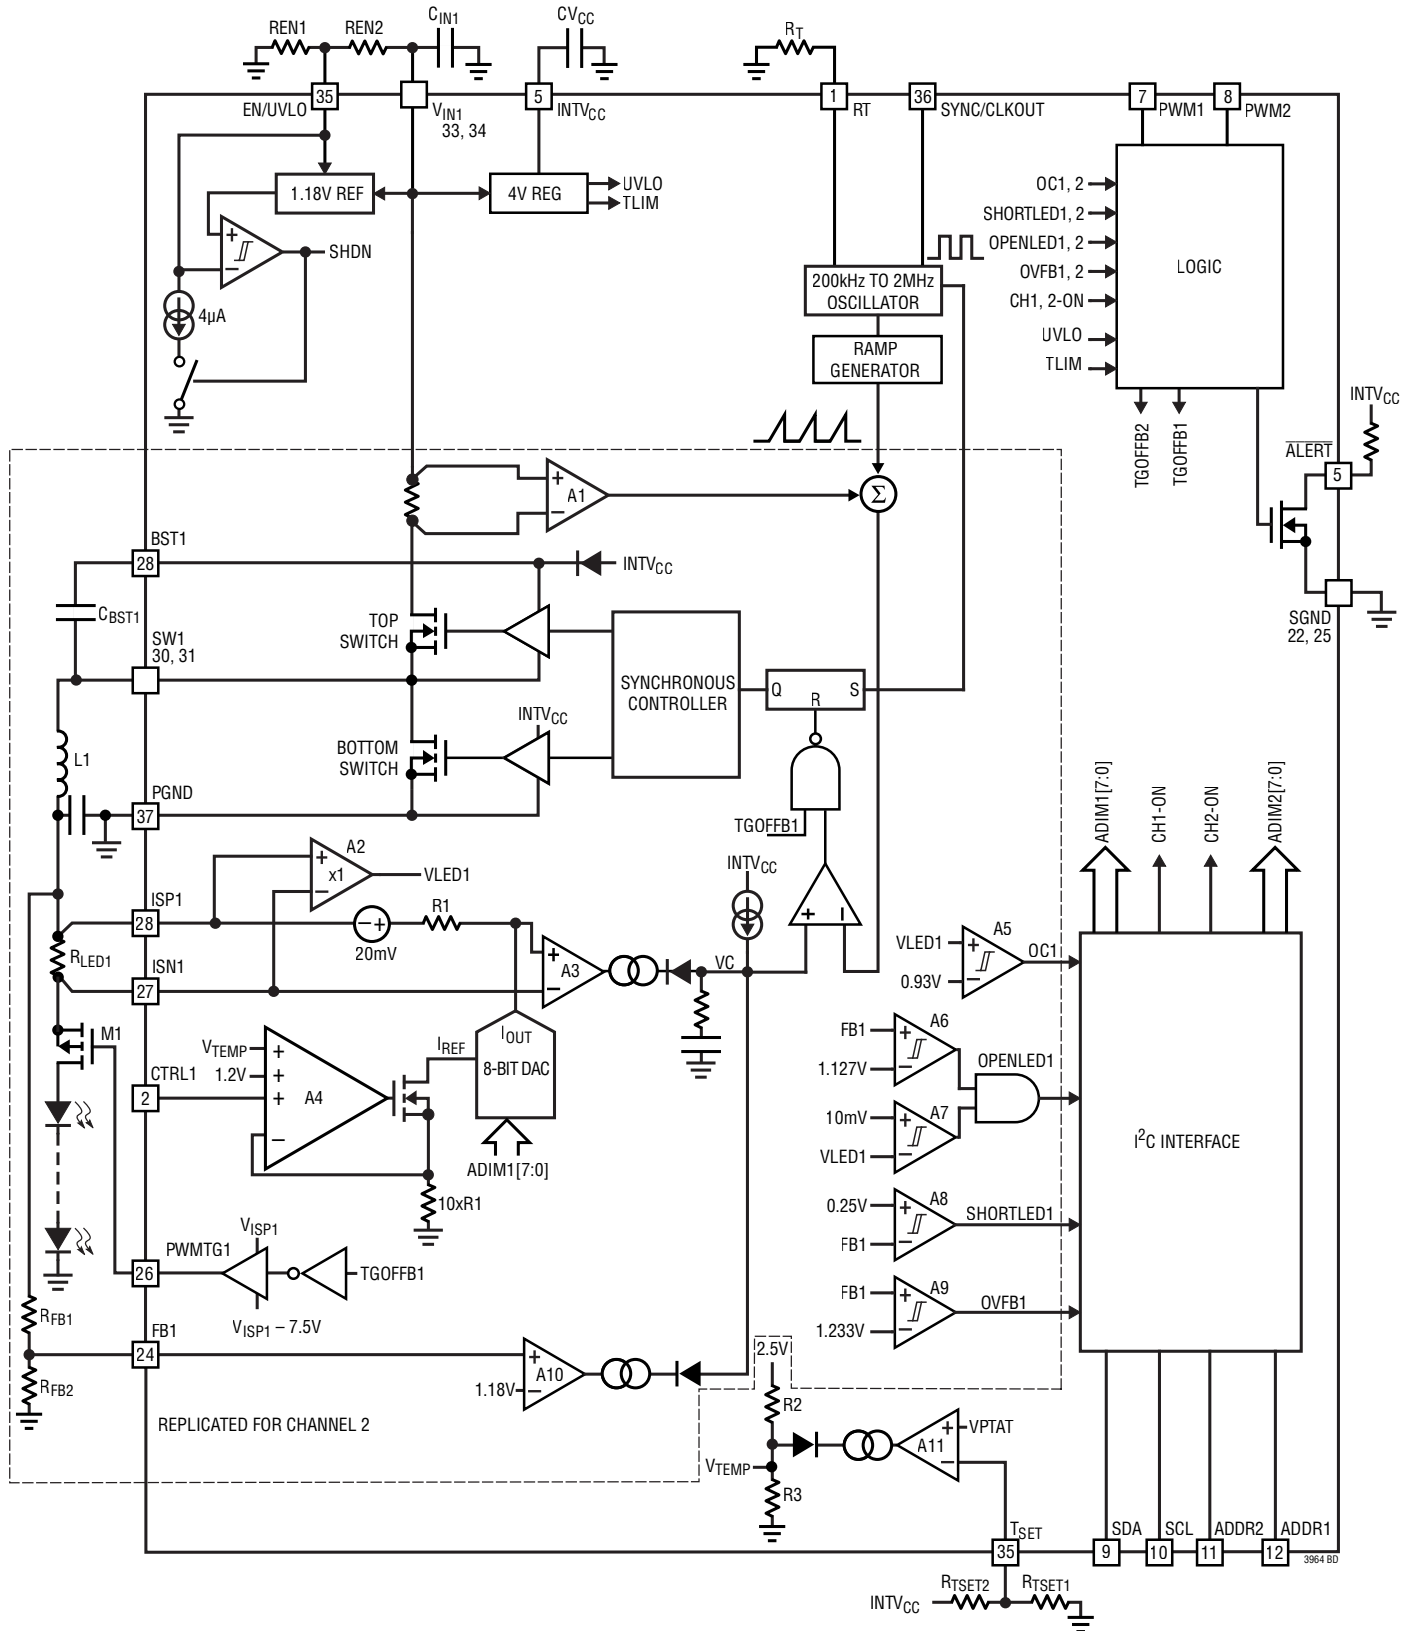 REN1
REN2
CIN1
CVCC
RT
35
5
1
36
7
8
EN/UVLO
VIN1
33, 34
INTVCC
RT
SYNC/CLKOUT
PWM1
PWM2
1.18V REF
4V REG
UVLO
TLIM
+
−
SHDN
4µA
200kHz TO 2MHz
OSCILLATOR
RAMP
GENERATOR
OC1, 2
SHORTLED1, 2
OPENLED1, 2
OVFB1, 2
CH1, 2-ON
UVLO
TLIM
LOGIC
TGOFFB2
TGOFFB1
INTVCC
ALERT
5
SGND
22, 25
+
−
A1
Σ
BST1
28
INTVCC
CBST1
TOP
SWITCH
SW1
30, 31
SYNCHRONOUS
CONTROLLER
Q
S
R
L1
BOTTOM
SWITCH
INTVCC
PGND
37
TGOFFB1
INTVCC
+
−
A2
+
x1
−
VLED1
ISP1
28
−+
20mV
R1
RLED1
ISN1
27
+
−
A3
VC
M1
VTEMP
1.2V
+
+
+
−
A4
IREF
IOUT
8-BIT DAC
ADIM1[7:0]
CTRL1
2
10xR1
PWMTG1
26
VISP1
VISP1 – 7.5V
TGOFFB1
RFB1
FB1
24
RFB2
+
−
A10
1.18V
REPLICATED FOR CHANNEL 2
2.5V
R2
VTEMP
R3
A11
+
−
VPTAT
TSET
35
INTVCC
RTSET2
RTSET1
A5
VLED1
+
0.93V
−
OC1
A6
FB1
+
1.127V
−
OPENLED1
A7
10mV
+
VLED1
−
A8
0.25V
+
FB1
−
SHORTLED1
A9
FB1
+
1.233V
−
OVFB1
ADIM1[7:0]
CH1-ON
CH2-ON
ADIM2[7:0]
I2C INTERFACE
SDA
SCL
ADDR2
ADDR1
9
10
11
12
3964 BD